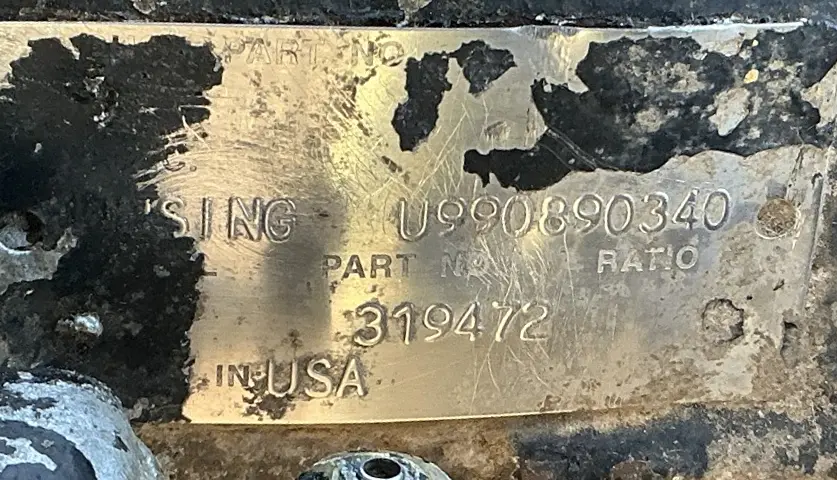 PART NO
SING U990890340
PART NO RATIO
319472
IN USA